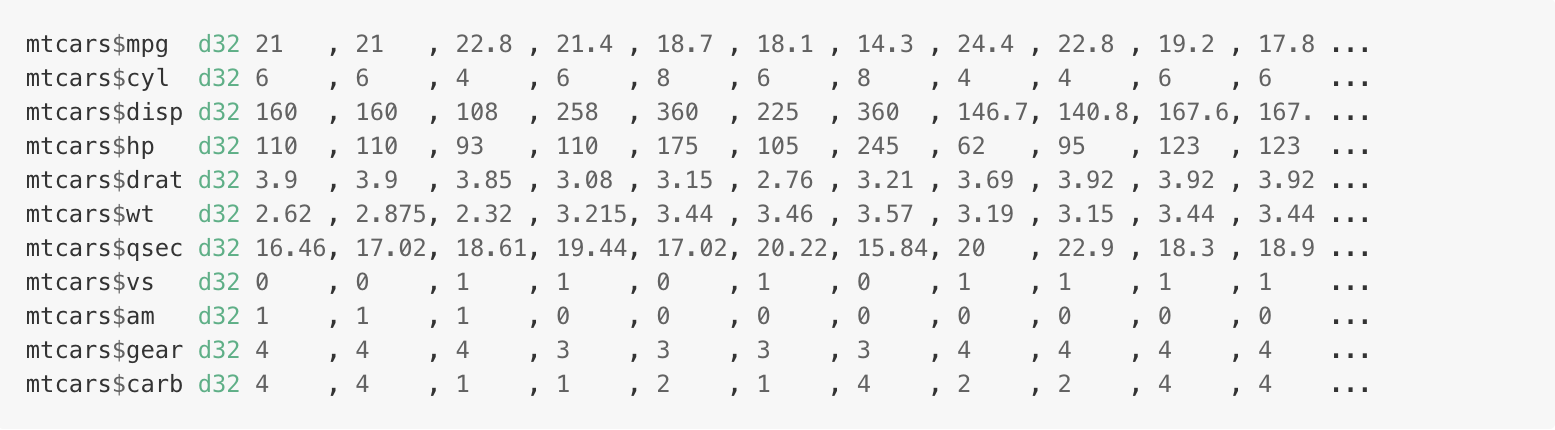 mtcars$mpg  d32 21   , 21   , 22.8 , 21.4 , 18.7 , 18.1 , 14.3 , 24.4 , 22.8 , 19.2 , 17.8 ...
mtcars$cyl  d32 6    , 6    , 4    , 6    , 8    , 6    , 8    , 4    , 4    , 6    , 6    ...
mtcars$disp d32 160  , 160  , 108  , 258  , 360  , 225  , 360  , 146.7, 140.8, 167.6, 167. ...
mtcars$hp   d32 110  , 110  , 93   , 110  , 175  , 105  , 245  , 62   , 95   , 123  , 123  ...
mtcars$drat d32 3.9  , 3.9  , 3.85 , 3.08 , 3.15 , 2.76 , 3.21 , 3.69 , 3.92 , 3.92 , 3.92 ...
mtcars$wt   d32 2.62 , 2.875, 2.32 , 3.215, 3.44 , 3.46 , 3.57 , 3.19 , 3.15 , 3.44 , 3.44 ...
mtcars$qsec d32 16.46, 17.02, 18.61, 19.44, 17.02, 20.22, 15.84, 20   , 22.9 , 18.3 , 18.9 ...
mtcars$vs   d32 0    , 0    , 1    , 1    , 0    , 1    , 0    , 1    , 1    , 1    , 1    ...
mtcars$am   d32 1    , 1    , 1    , 0    , 0    , 0    , 0    , 0    , 0    , 0    , 0    ...
mtcars$gear d32 4    , 4    , 4    , 3    , 3    , 3    , 3    , 4    , 4    , 4    , 4    ...
mtcars$carb d32 4    , 4    , 1    , 1    , 2    , 1    , 4    , 2    , 2    , 4    , 4    ...